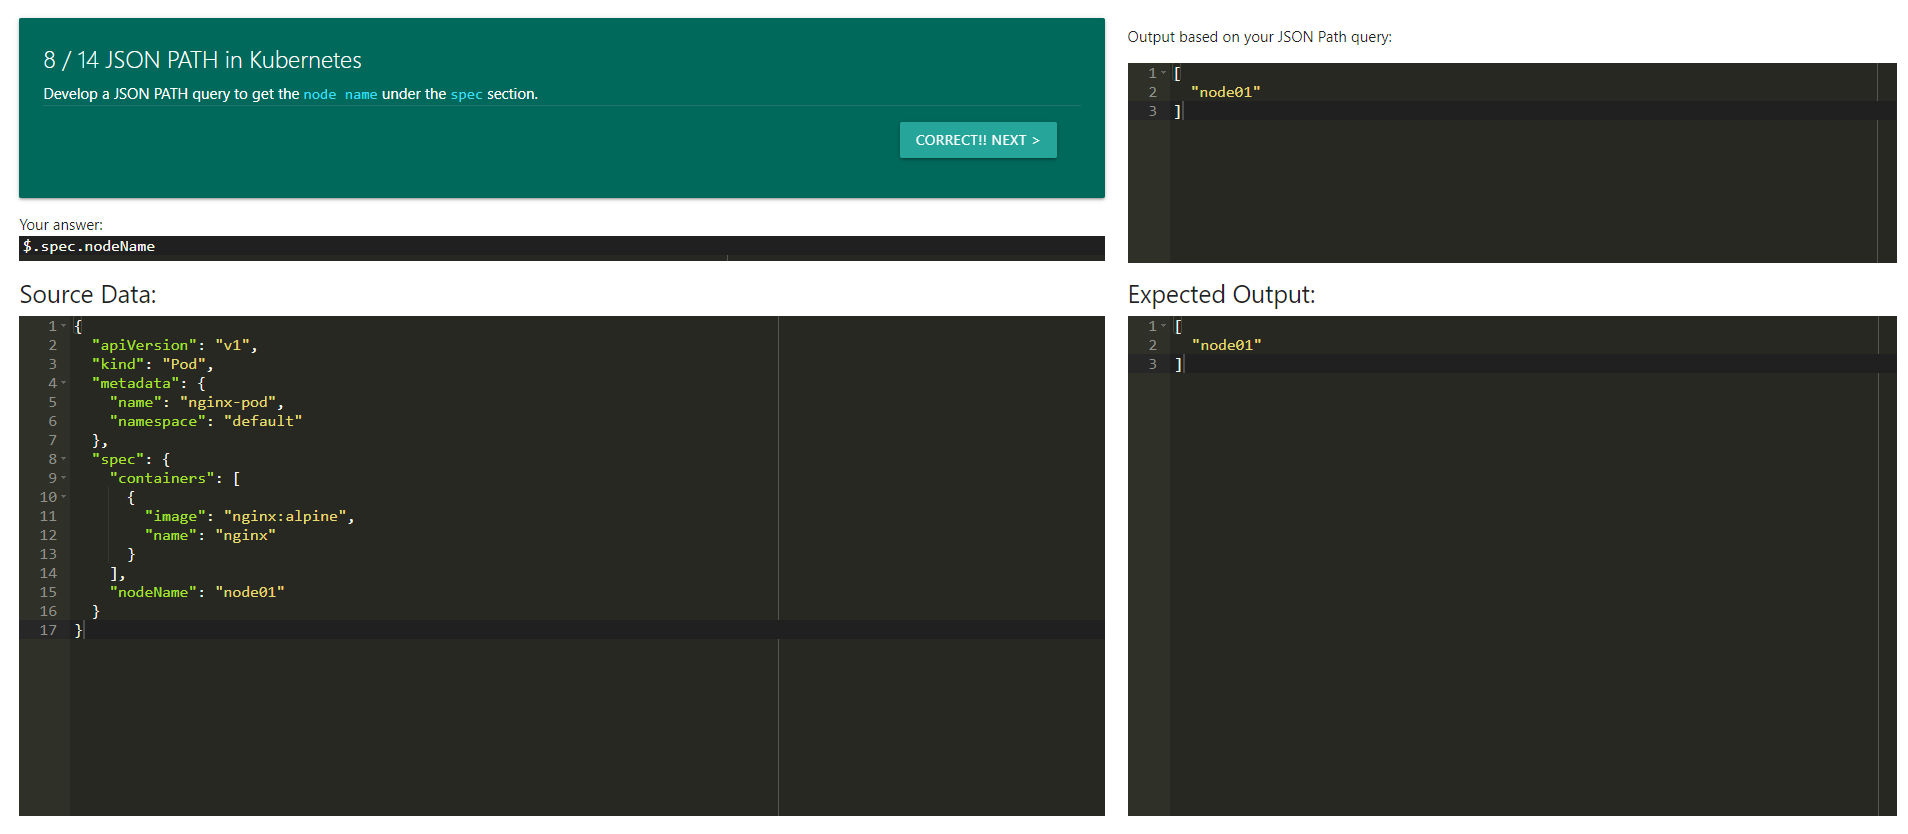 8 / 14 JSON PATH in Kubernetes
Develop a JSON PATH query to get the node name under the spec section.
CORRECT!! NEXT >
Your answer:
$.spec.nodeName
Source Data:
1 {
2   "apiVersion": "v1",
3   "kind": "Pod",
4   "metadata": {
5     "name": "nginx-pod",
6     "namespace": "default"
7   },
8   "spec": {
9     "containers": [
10       {
11         "image": "nginx:alpine",
12         "name": "nginx"
13       }
14     ],
15     "nodeName": "node01"
16   }
17 }
Output based on your JSON Path query:
1 [
2   "node01"
3 ]
Expected Output:
1 [
2   "node01"
3 ]